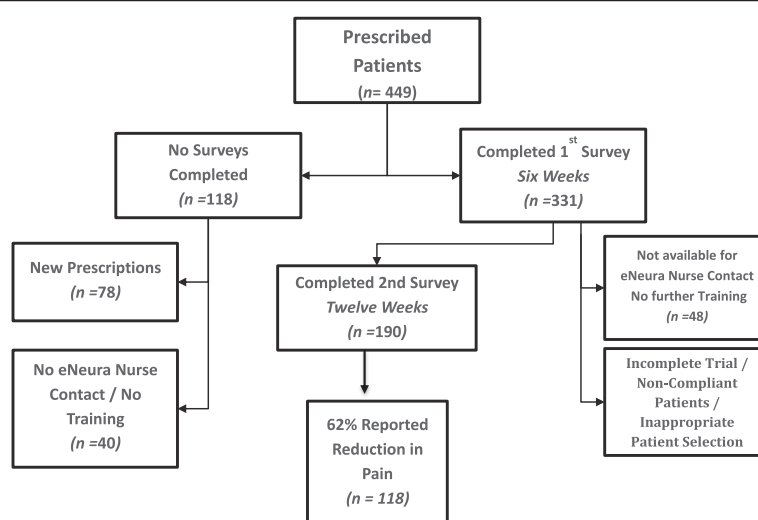 Prescribed
Patients
(n= 449)
No Surveys
Completed
(n =118)
Completed 1st Survey
Six Weeks
(n =331)
New Prescriptions
(n =78)
Completed 2nd Survey
Twelve Weeks
(n =190)
Not available for
eNeura Nurse Contact
No further Training
(n =48)
No eNeura Nurse
Contact / No
Training
(n =40)
Incomplete Trial /
Non-Compliant
Patients /
Inappropriate
Patient Selection
62% Reported
Reduction in
Pain
(n = 118)